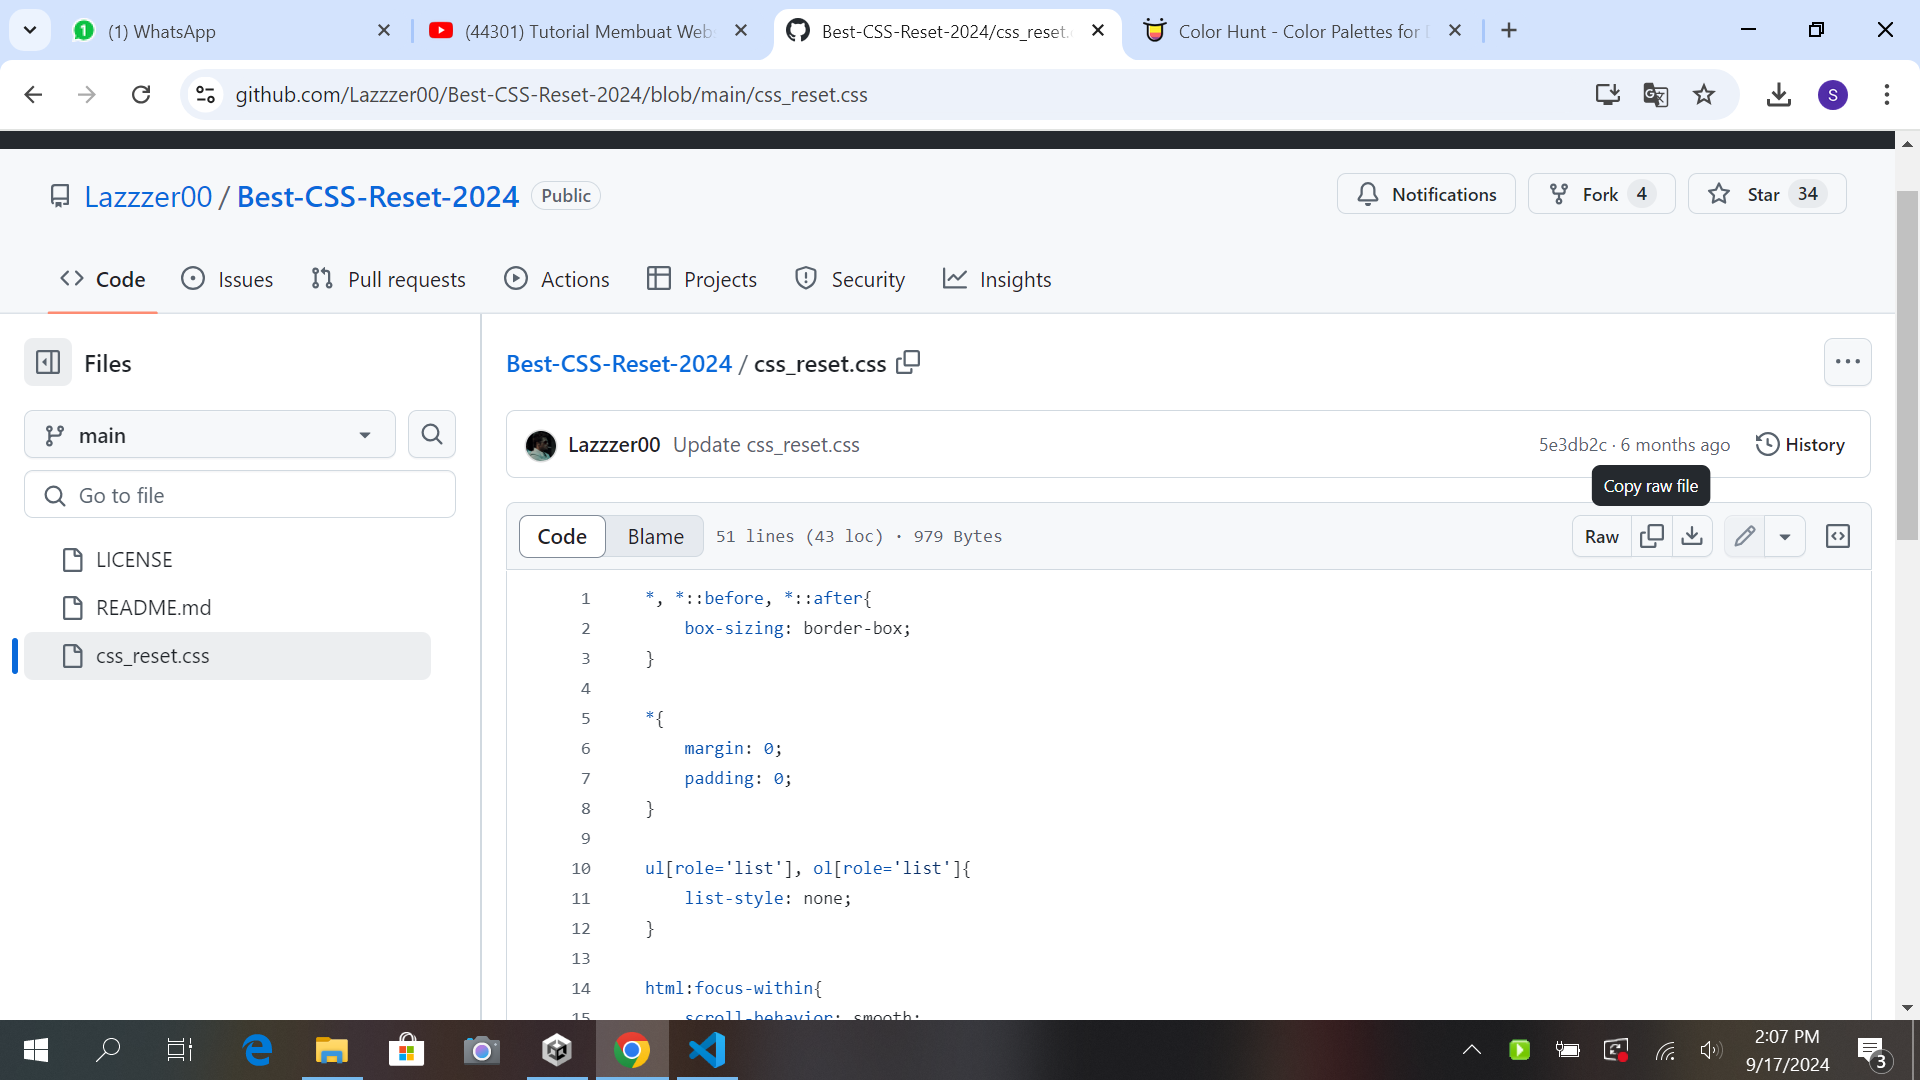 (1) WhatsApp
(44301) Tutorial Membuat Webs
Best-CSS-Reset-2024/css_reset.
Color Hunt - Color Palettes for
github.com/Lazzzer00/Best-CSS-Reset-2024/blob/main/css_reset.css
S
Lazzzer00 / Best-CSS-Reset-2024 Public
Notifications
Fork 4
Star 34
Code
Issues
Pull requests
Actions
Projects
Security
Insights
Files
main
Go to file
LICENSE
README.md
css_reset.css
Best-CSS-Reset-2024 / css_reset.css
Lazzzer00 Update css_reset.css
5e3db2c · 6 months ago
History
Copy raw file
Code
Blame
51 lines (43 loc) · 979 Bytes
Raw
1 *, *::before, *::after{
2 box-sizing: border-box;
3 }
4
5 *{
6 margin: 0;
7 padding: 0;
8 }
9
10 ul[role='list'], ol[role='list']{
11 list-style: none;
12 }
13
14 html:focus-within{
15 scroll-behavior: smooth;
2:07 PM
9/17/2024
3